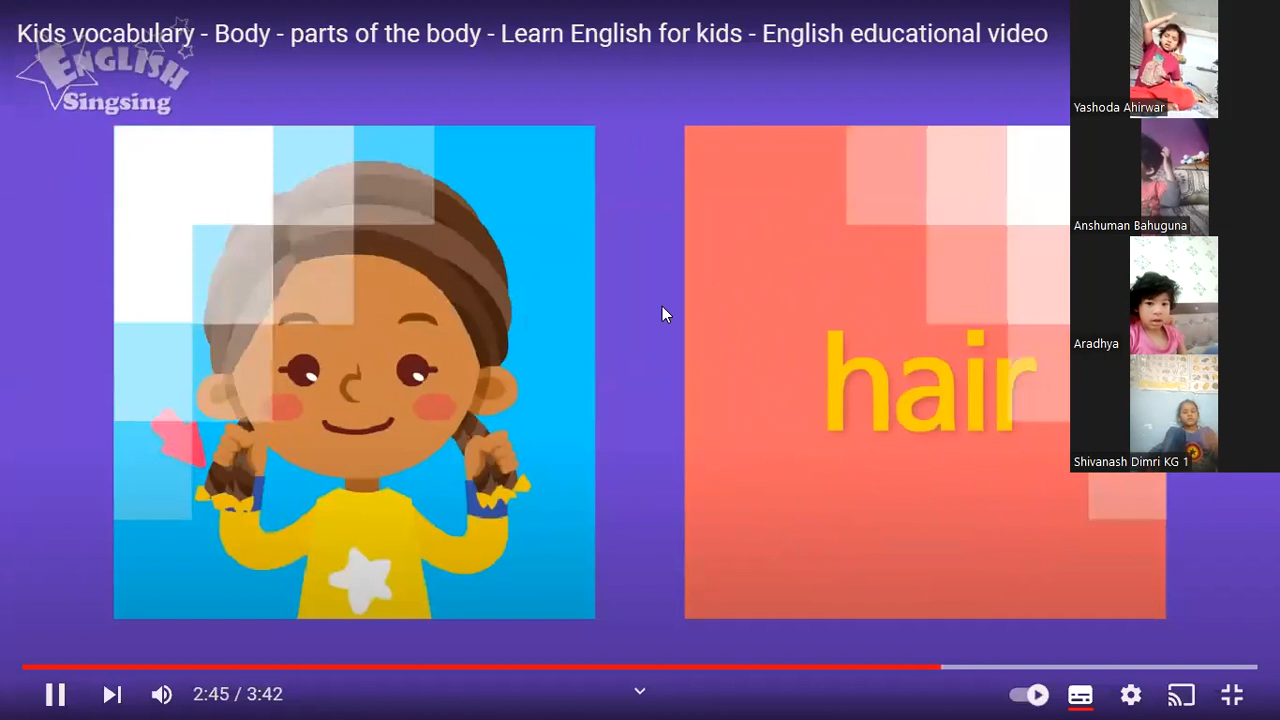 Kids vocabulary - Body - parts of the body - Learn English for kids - English educational video
ENGLISH
Singsing
Yashoda Ahirwar
Anshuman Bahuguna
Aradhya
Shivanash Dimri KG 1
hair
2:45 / 3:42